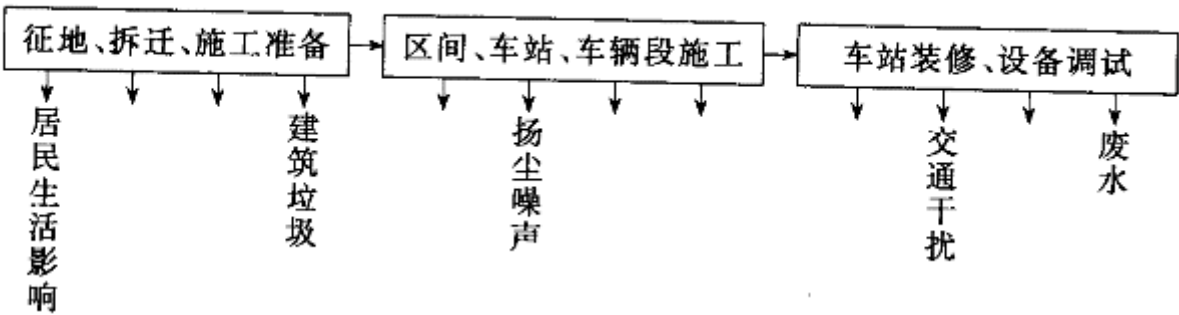 征地、拆迁、施工准备
区间、车站、车辆段施工
车站装修、设备调试
居民生活影响
建筑垃圾
扬尘噪声
交通干扰
废水